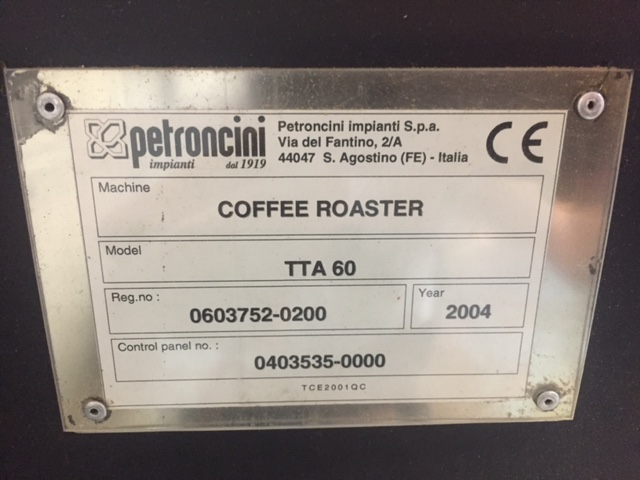 petroncini
impianti dal 1919
Petroncini impianti S.p.a.
Via del Fantino, 2/A
44047 S. Agostino (FE) - Italia
CE
Machine
COFFEE ROASTER
Model
TTA 60
Reg.no :
0603752-0200
Year
2004
Control panel no. :
0403535-0000
TCE2001QC